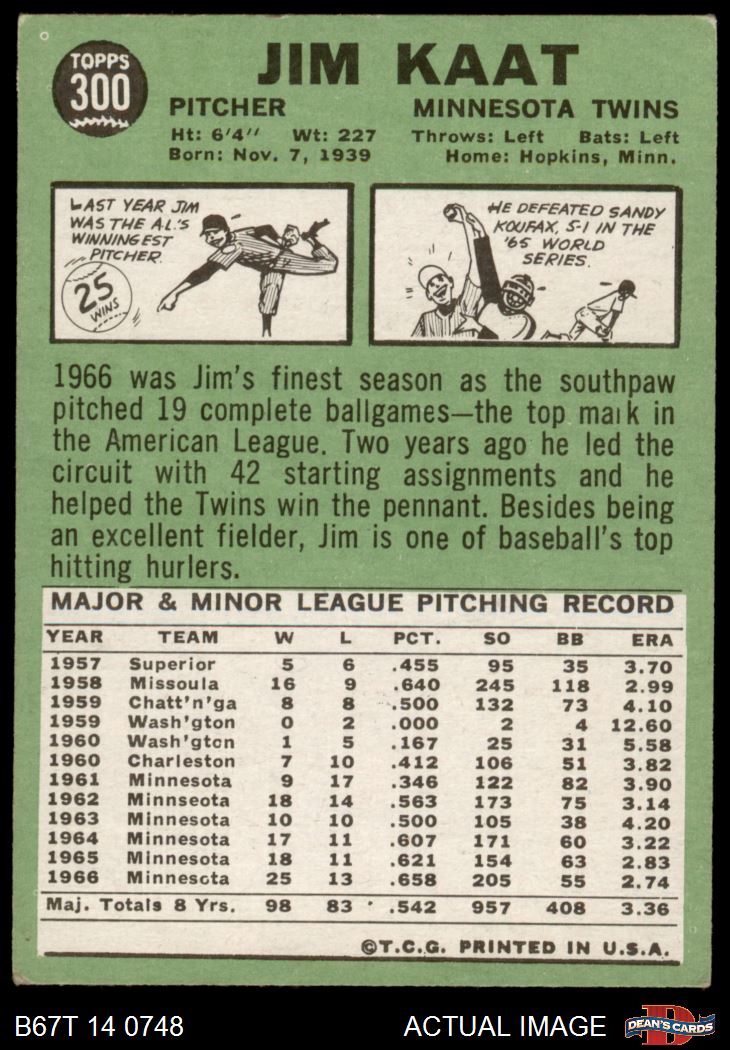 TOPPS
300
JIM KAAT
PITCHER MINNESOTA TWINS
Ht: 6'4" Wt: 227 Throws: Left Bats: Left
Born: Nov. 7, 1939 Home: Hopkins, Minn.
LAST YEAR JIM
WAS THE A.L.'S
WINNINGEST
PITCHER.
25
WINS
HE DEFEATED SANDY
KOUFAX, 5-1 IN THE
'65 WORLD
SERIES.
1966 was Jim's finest season as the southpaw
pitched 19 complete ballgames—the top mark in
the American League. Two years ago he led the
circuit with 42 starting assignments and he
helped the Twins win the pennant. Besides being
an excellent fielder, Jim is one of baseball's top
hitting hurlers.
MAJOR & MINOR LEAGUE PITCHING RECORD
YEAR TEAM W L PCT. SO BB ERA
1957 Superior 5 6 .455 95 35 3.70
1958 Missoula 16 9 .640 245 118 2.99
1959 Chatt'n'ga 8 8 .500 132 73 4.10
1959 Wash'gton 0 2 .000 2 4 12.60
1960 Wash'gton 1 5 .167 25 31 5.58
1960 Charleston 7 10 .412 106 51 3.82
1961 Minnesota 9 17 .346 122 82 3.90
1962 Minnseota 18 14 .563 173 75 3.14
1963 Minnesota 10 10 .500 105 38 4.20
1964 Minnesota 17 11 .607 171 60 3.22
1965 Minnesota 18 11 .621 154 63 2.83
1966 Minnesota 25 13 .658 205 55 2.74
Maj. Totals 8 Yrs. 98 83 .542 957 408 3.36
©T.C.G. PRINTED IN U.S.A.
B67T 14 0748 ACTUAL IMAGE
D
DEAN'S CARDS